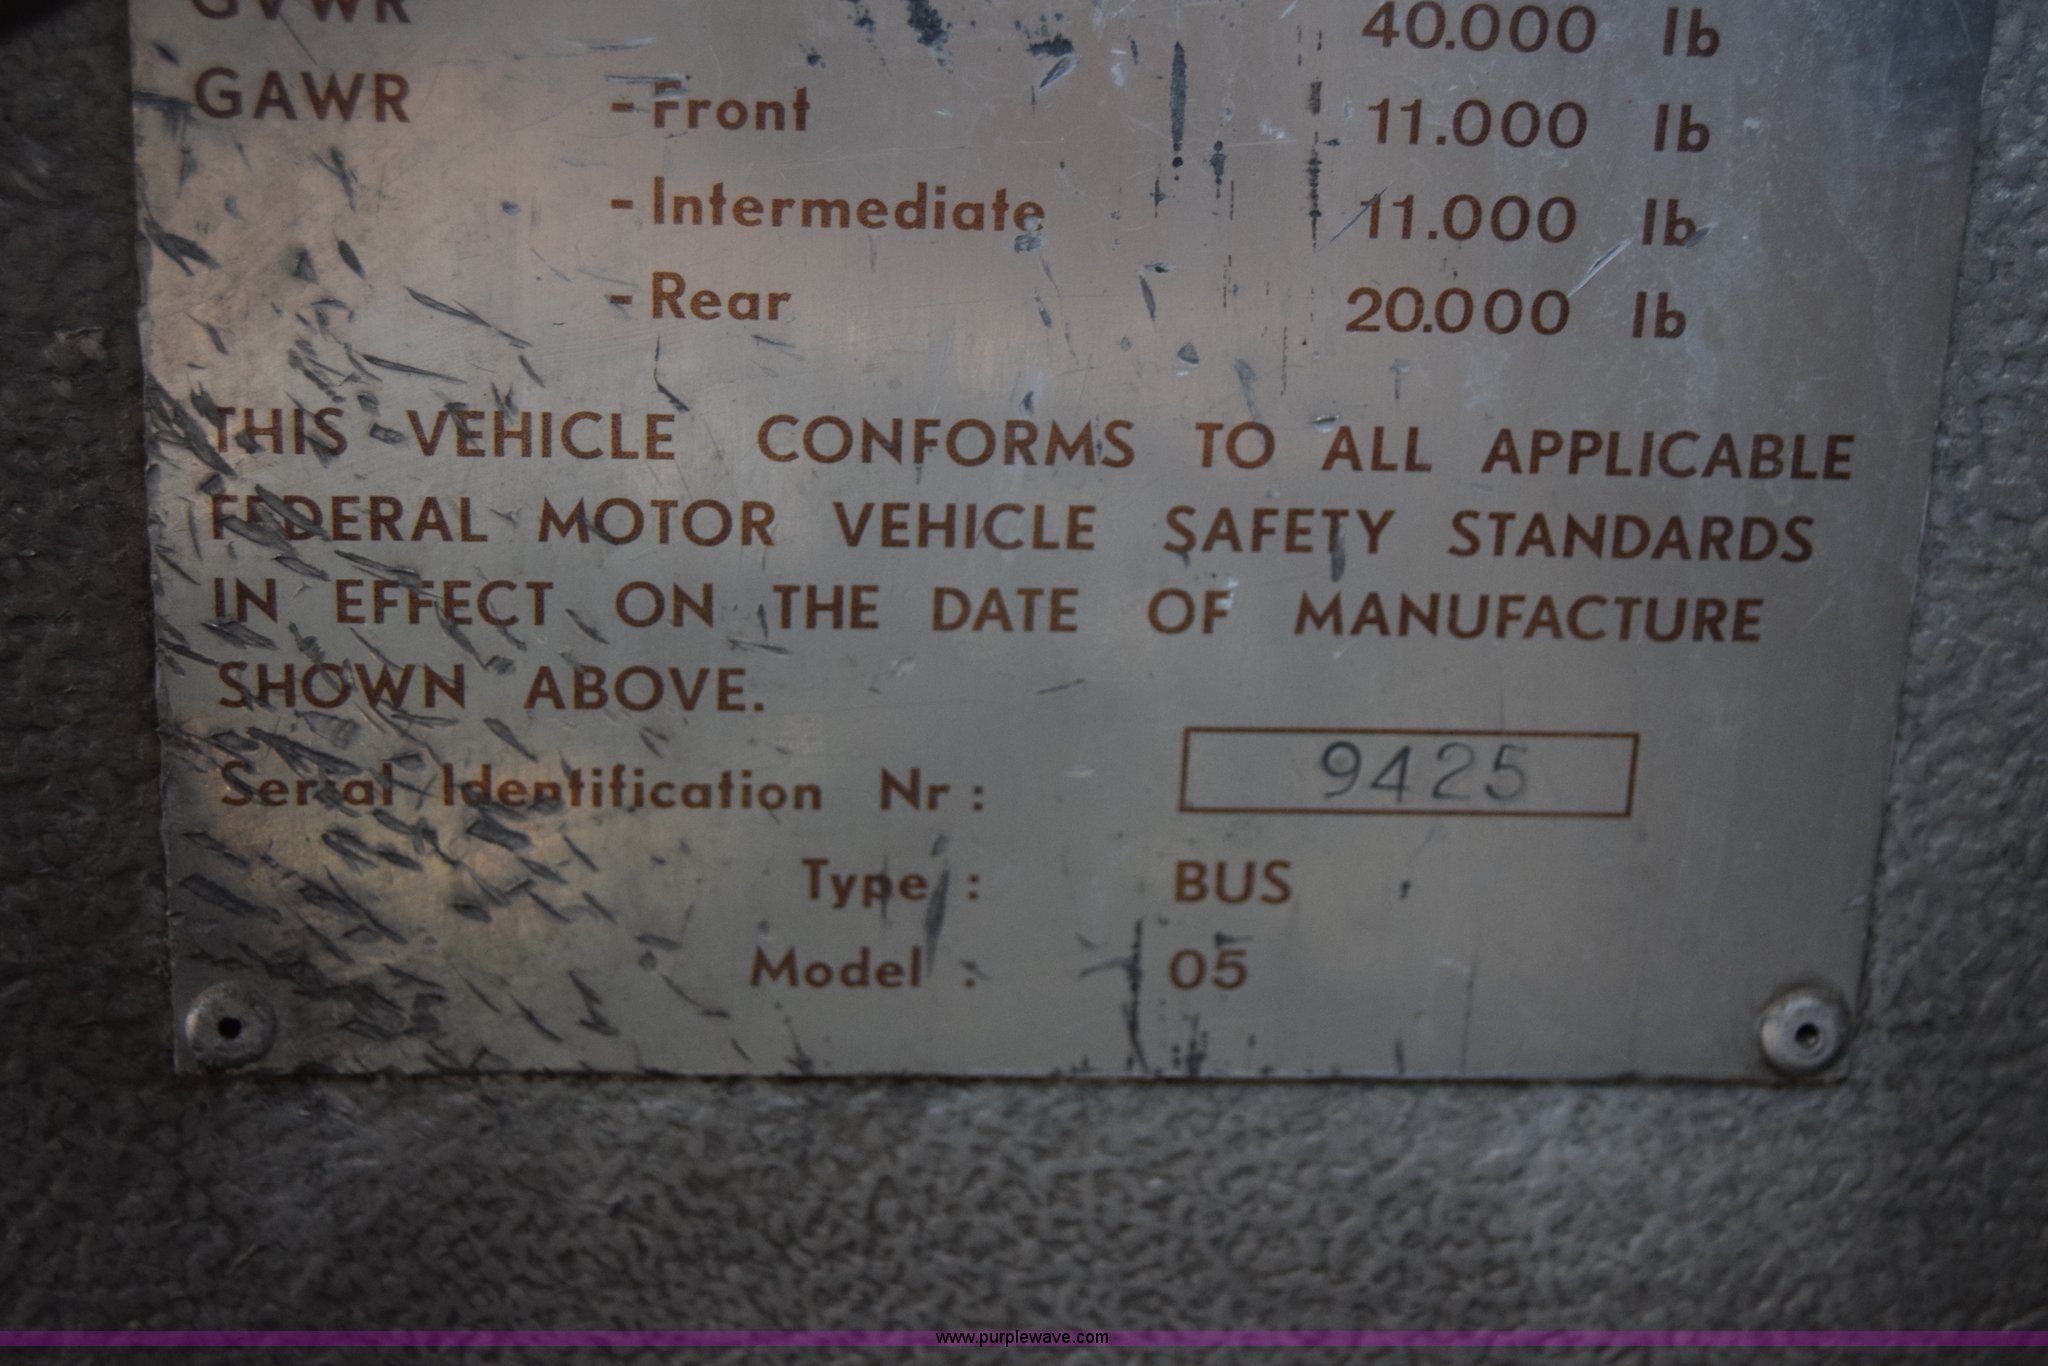 GVWR 40.000 lb
GAWR - Front 11.000 lb
- Intermediate 11.000 lb
- Rear 20.000 lb
THIS VEHICLE CONFORMS TO ALL APPLICABLE
FEDERAL MOTOR VEHICLE SAFETY STANDARDS
IN EFFECT ON THE DATE OF MANUFACTURE
SHOWN ABOVE.
Serial Identification Nr : 9425
Type : BUS
Model : 05
www.purplewave.com